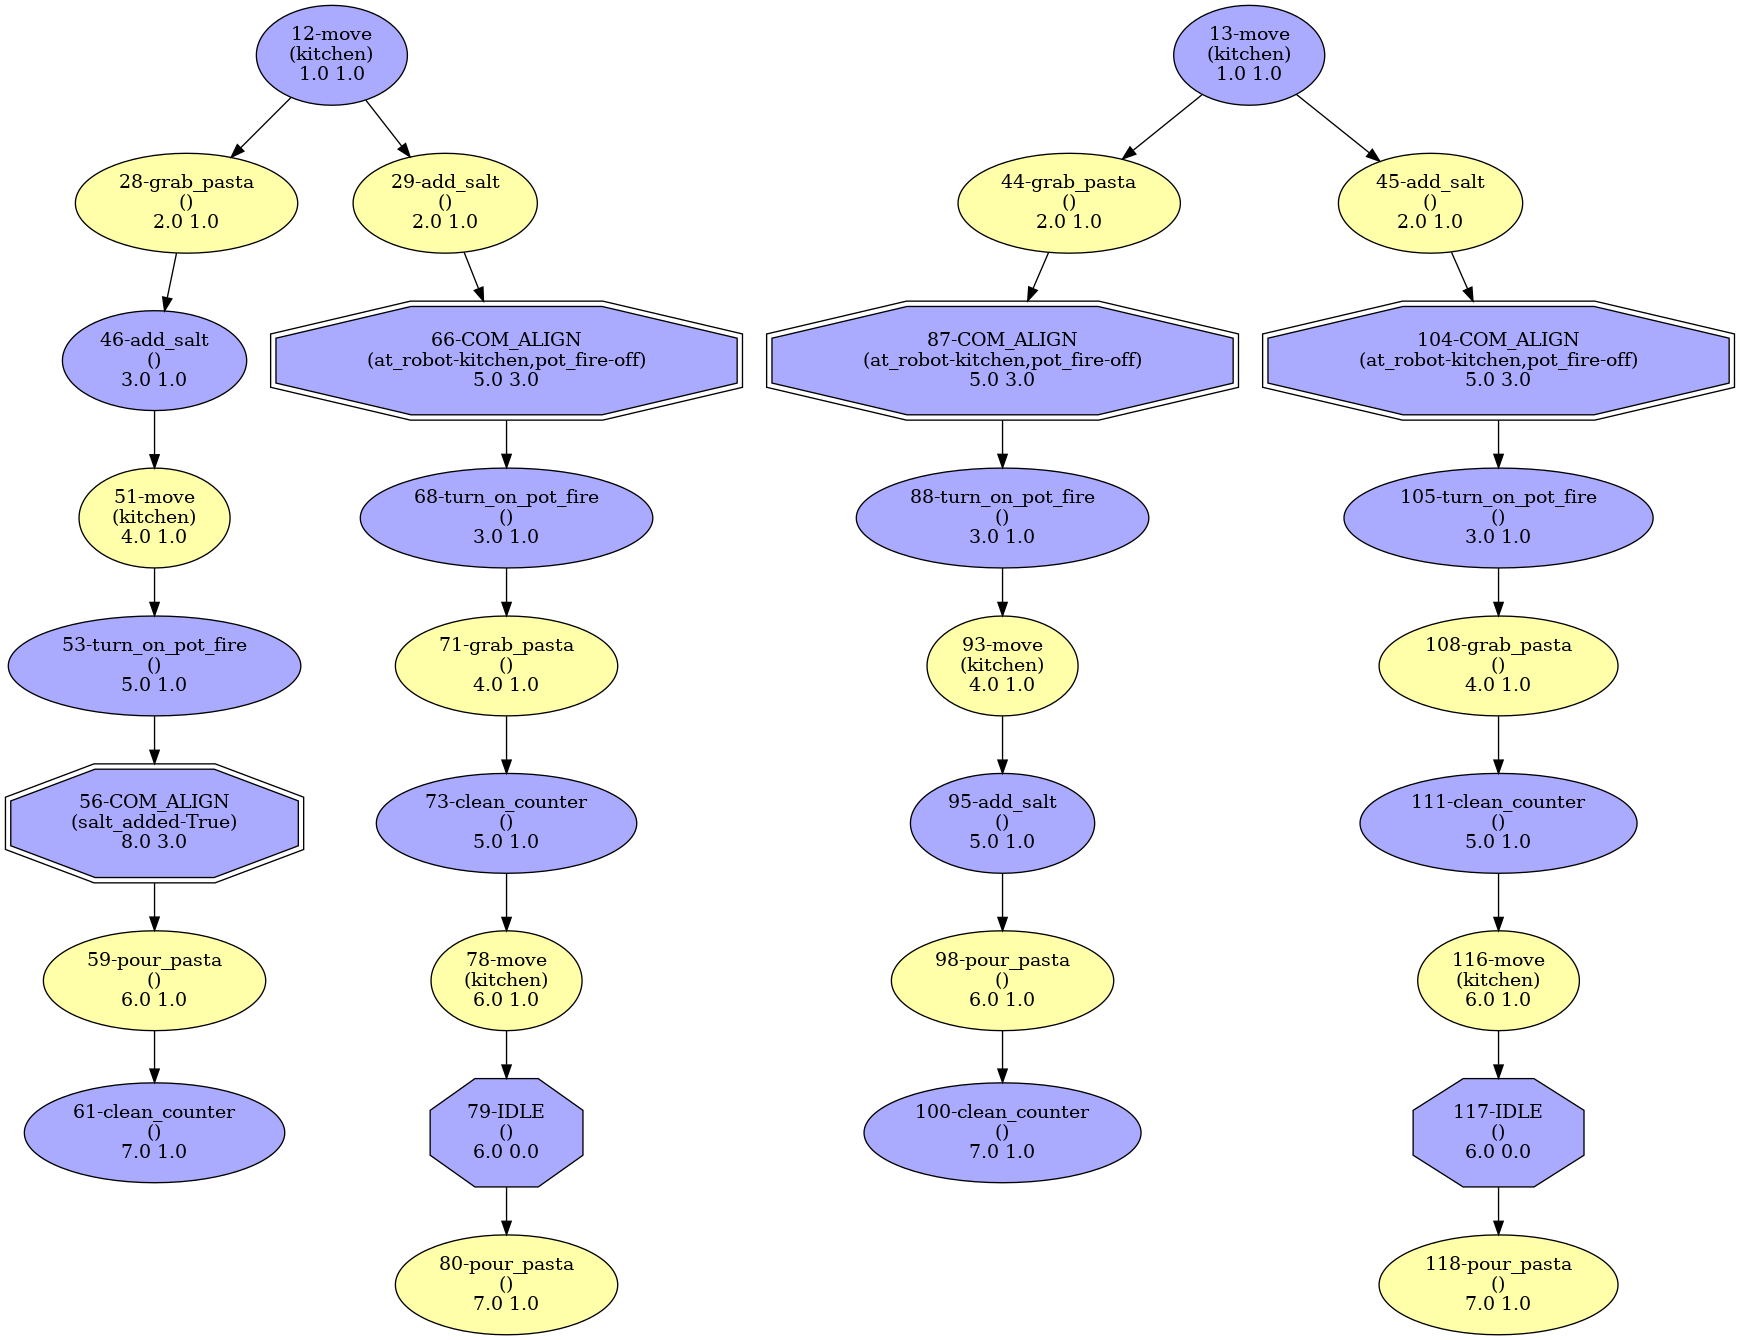 12-move
(kitchen)
1.0 1.0
13-move
(kitchen)
1.0 1.0
28-grab_pasta
()
2.0 1.0
29-add_salt
()
2.0 1.0
44-grab_pasta
()
2.0 1.0
45-add_salt
()
2.0 1.0
46-add_salt
()
3.0 1.0
66-COM_ALIGN
(at_robot-kitchen,pot_fire-off)
5.0 3.0
87-COM_ALIGN
(at_robot-kitchen,pot_fire-off)
5.0 3.0
104-COM_ALIGN
(at_robot-kitchen,pot_fire-off)
5.0 3.0
51-move
(kitchen)
4.0 1.0
68-turn_on_pot_fire
()
3.0 1.0
88-turn_on_pot_fire
()
3.0 1.0
105-turn_on_pot_fire
()
3.0 1.0
53-turn_on_pot_fire
()
5.0 1.0
71-grab_pasta
()
4.0 1.0
93-move
(kitchen)
4.0 1.0
108-grab_pasta
()
4.0 1.0
56-COM_ALIGN
(salt_added-True)
8.0 3.0
73-clean_counter
()
5.0 1.0
95-add_salt
()
5.0 1.0
111-clean_counter
()
5.0 1.0
59-pour_pasta
()
6.0 1.0
78-move
(kitchen)
6.0 1.0
98-pour_pasta
()
6.0 1.0
116-move
(kitchen)
6.0 1.0
61-clean_counter
()
7.0 1.0
79-IDLE
()
6.0 0.0
100-clean_counter
()
7.0 1.0
117-IDLE
()
6.0 0.0
80-pour_pasta
()
7.0 1.0
118-pour_pasta
()
7.0 1.0